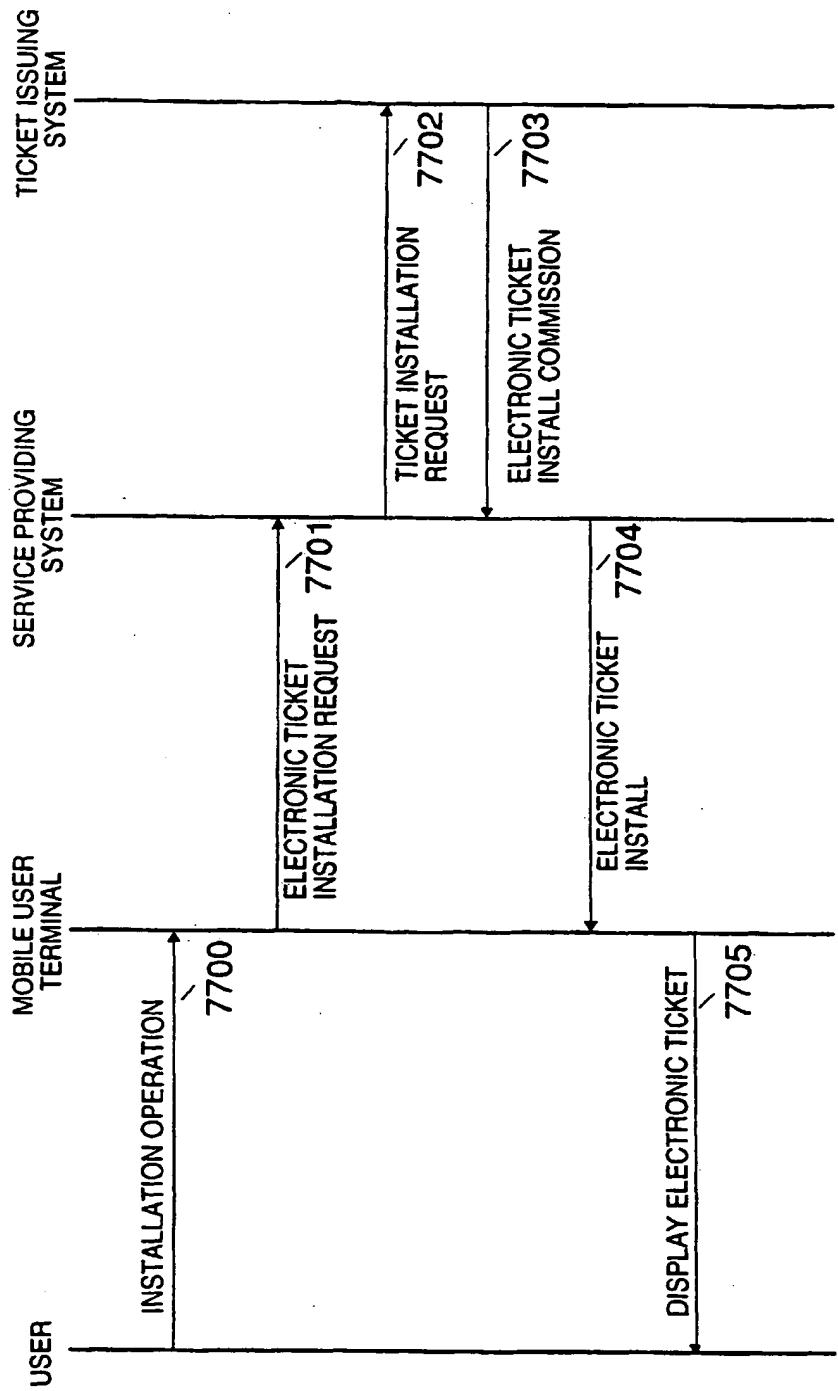 USER
MOBILE USER
TERMINAL
SERVICE PROVIDING
SYSTEM
TICKET ISSUING
SYSTEM
INSTALLATION OPERATION
7700
ELECTRONIC TICKET
INSTALLATION REQUEST
7701
TICKET INSTALLATION
REQUEST
7702
ELECTRONIC TICKET
INSTALL COMMISSION
7703
ELECTRONIC TICKET
INSTALL
7704
DISPLAY ELECTRONIC TICKET
7705